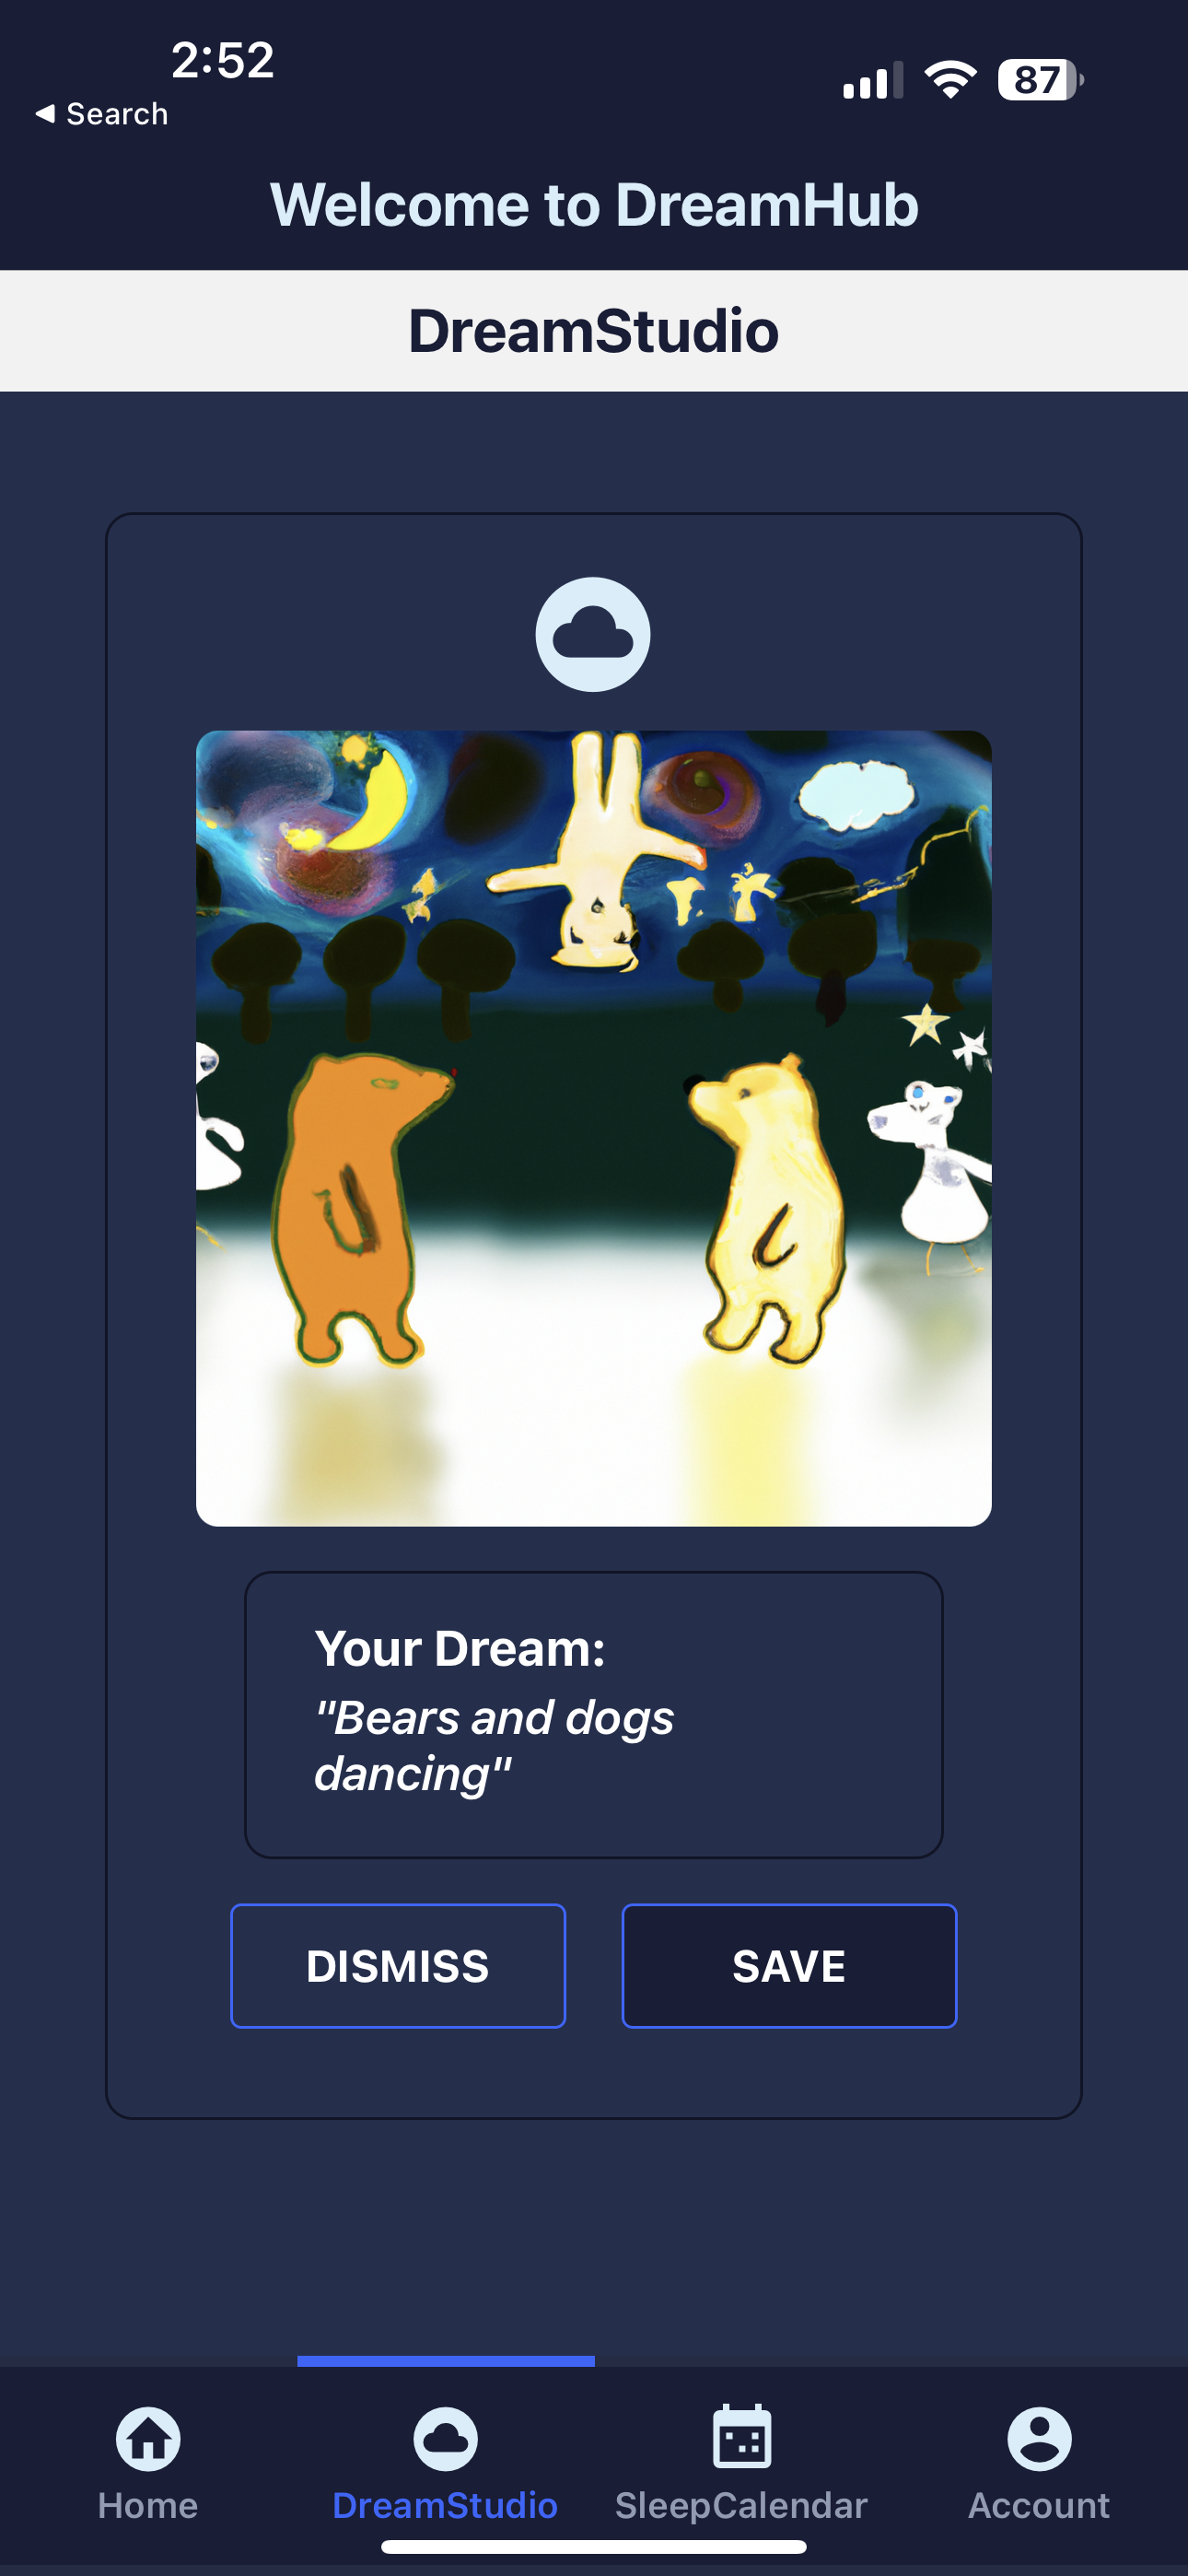 2:52
87
Search
Welcome to DreamHub
DreamStudio
Your Dream:
"Bears and dogs
dancing"
DISMISS
SAVE
Home
DreamStudio
SleepCalendar
Account